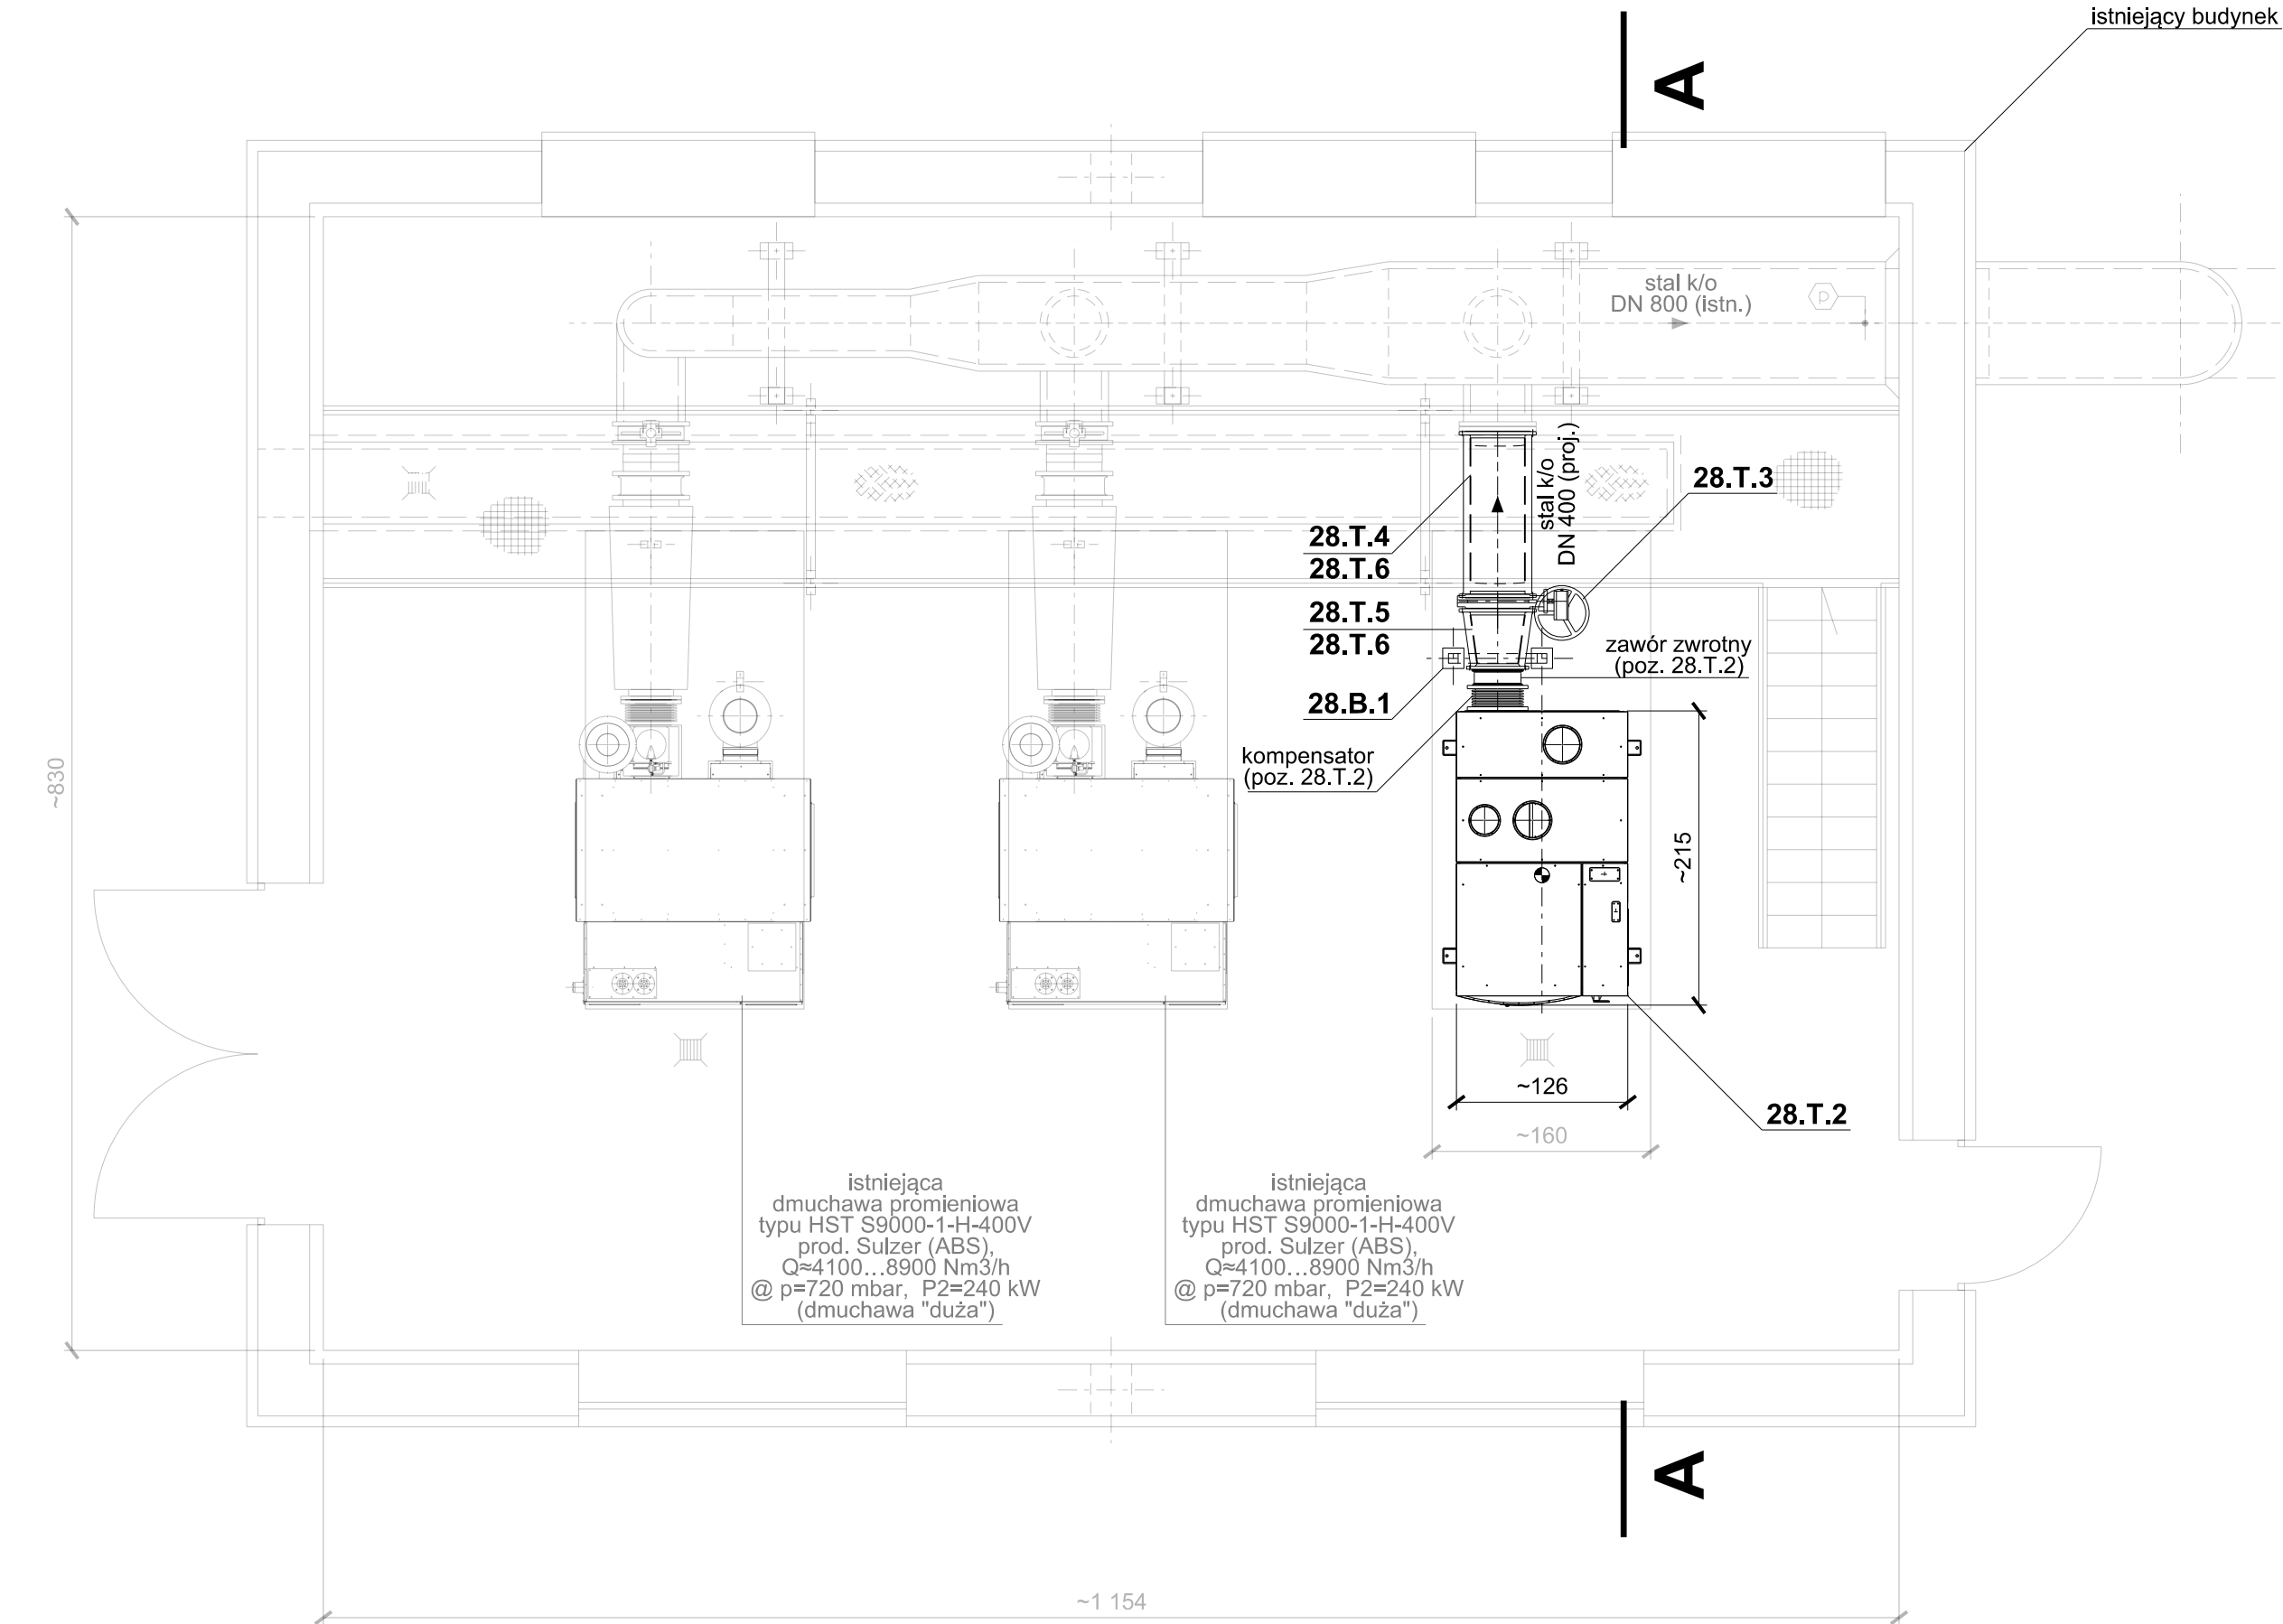 istniejący budynek
A
stal k/o
DN 800 (istn.)
P
stal k/o
DN 400 (proj.)
28.T.3
28.T.4
28.T.6
28.T.5
28.T.6
zawór zwrotny
(poz. 28.T.2)
28.B.1
kompensator
(poz. 28.T.2)
~830
~215
~126
28.T.2
~160
istniejąca
dmuchawa promieniowa
typu HST S9000-1-H-400V
prod. Sulzer (ABS),
Q≈4100...8900 Nm3/h
@ p=720 mbar, P2=240 kW
(dmuchawa "duża")
istniejąca
dmuchawa promieniowa
typu HST S9000-1-H-400V
prod. Sulzer (ABS),
Q≈4100...8900 Nm3/h
@ p=720 mbar, P2=240 kW
(dmuchawa "duża")
A
~1 154